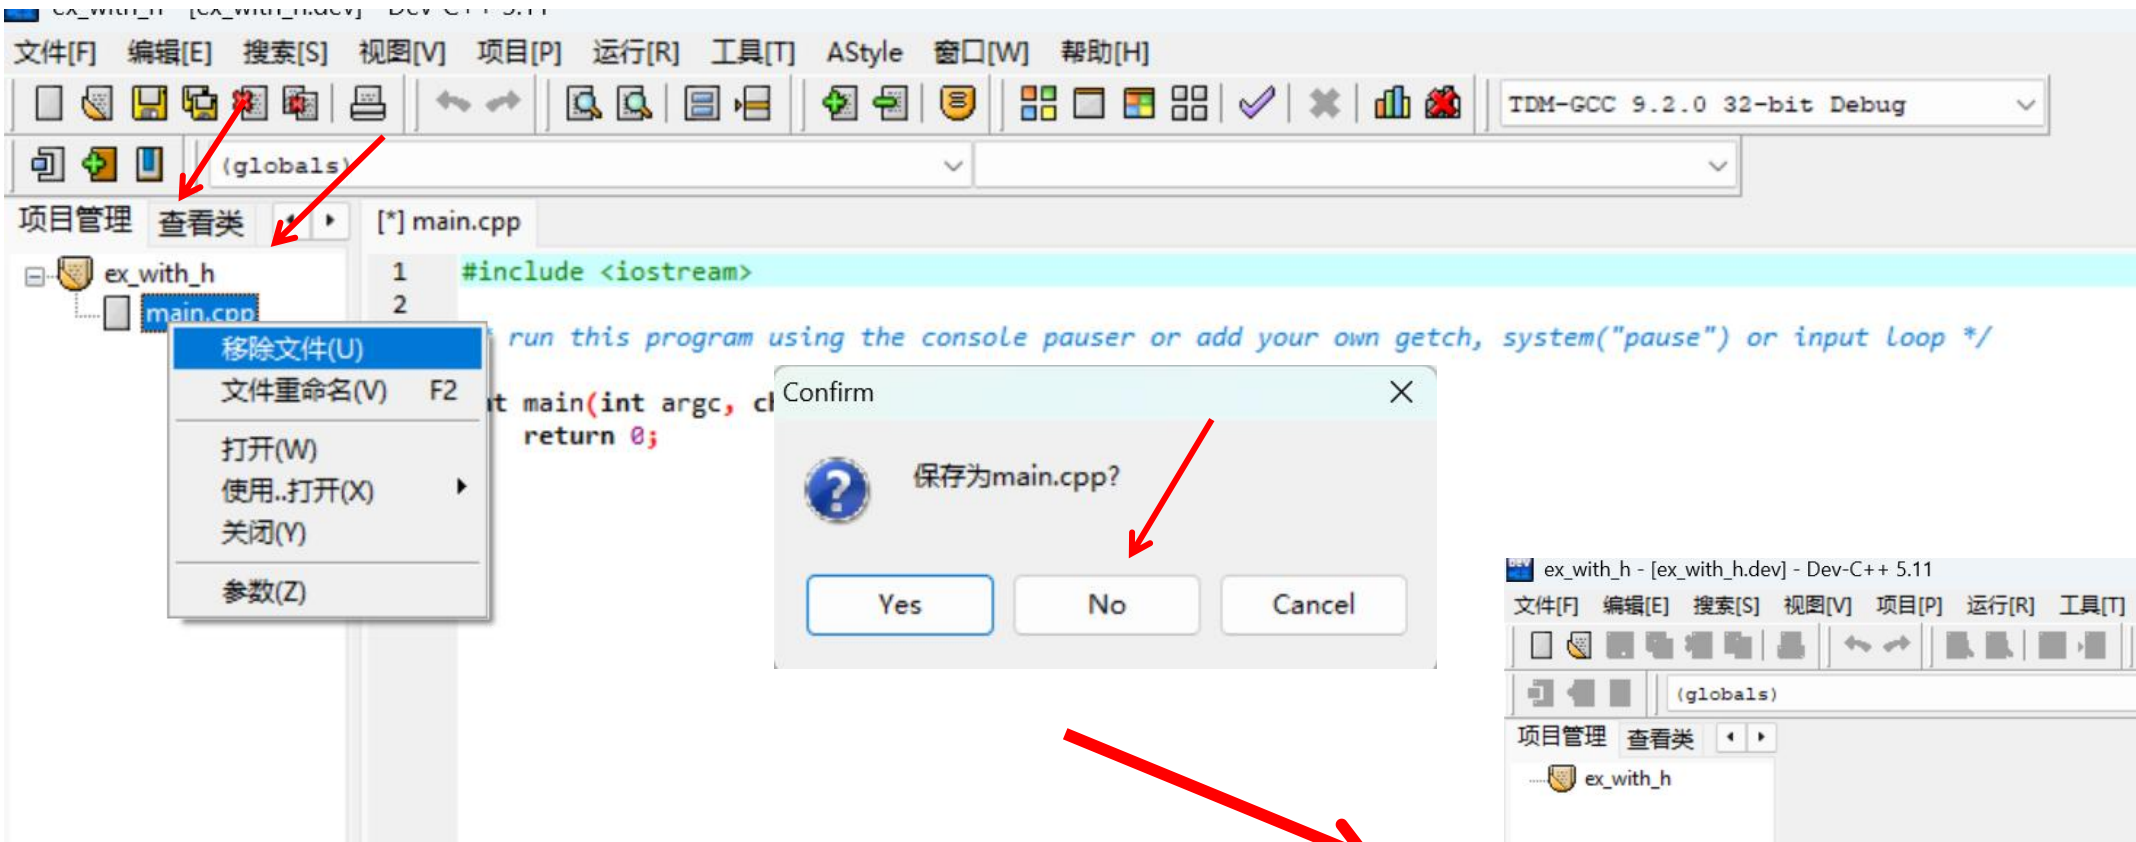 ex_with_h - [ex_with_h.dev] - Dev-C++ 5.11
文件[F] 编辑[E] 搜索[S] 视图[V] 项目[P] 运行[R] 工具[T] AStyle 窗口[W] 帮助[H]
TDM-GCC 9.2.0 32-bit Debug
(globals)
项目管理 查看类 [*] main.cpp
ex_with_h
main.cpp
1 #include <iostream>
2
run this program using the console pauser or add your own getch, system("pause") or input loop */
main(int argc,
return 0;
移除文件(U)
文件重命名(V) F2
打开(W)
使用..打开(X)
关闭(Y)
参数(Z)
Confirm
保存为main.cpp?
Yes No Cancel
ex_with_h - [ex_with_h.dev] - Dev-C++ 5.11
文件[F] 编辑[E] 搜索[S] 视图[V] 项目[P] 运行[R] 工具[T]
(globals)
项目管理 查看类
ex_with_h